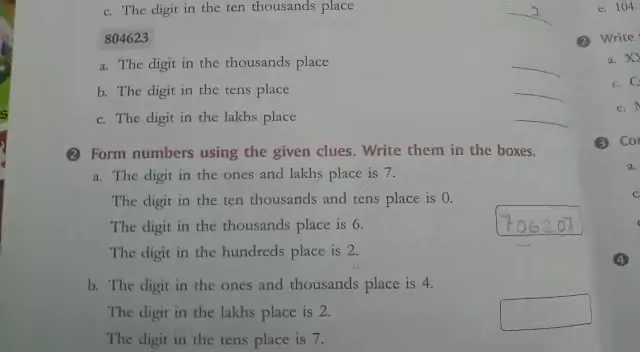 c. The digit in the ten thousands place
2
804623
a. The digit in the thousands place
b. The digit in the tens place
c. The digit in the lakhs place
2 Form numbers using the given clues. Write them in the boxes.
a. The digit in the ones and lakhs place is 7.
The digit in the ten thousands and tens place is 0.
The digit in the thousands place is 6.
706207
The digit in the hundreds place is 2.
b. The digit in the ones and thousands place is 4.
The digit in the lakhs place is 2.
The digit in the tens place is 7.
e. 104
2 Write
a. XX
c.
e.
3
a.
c.
4